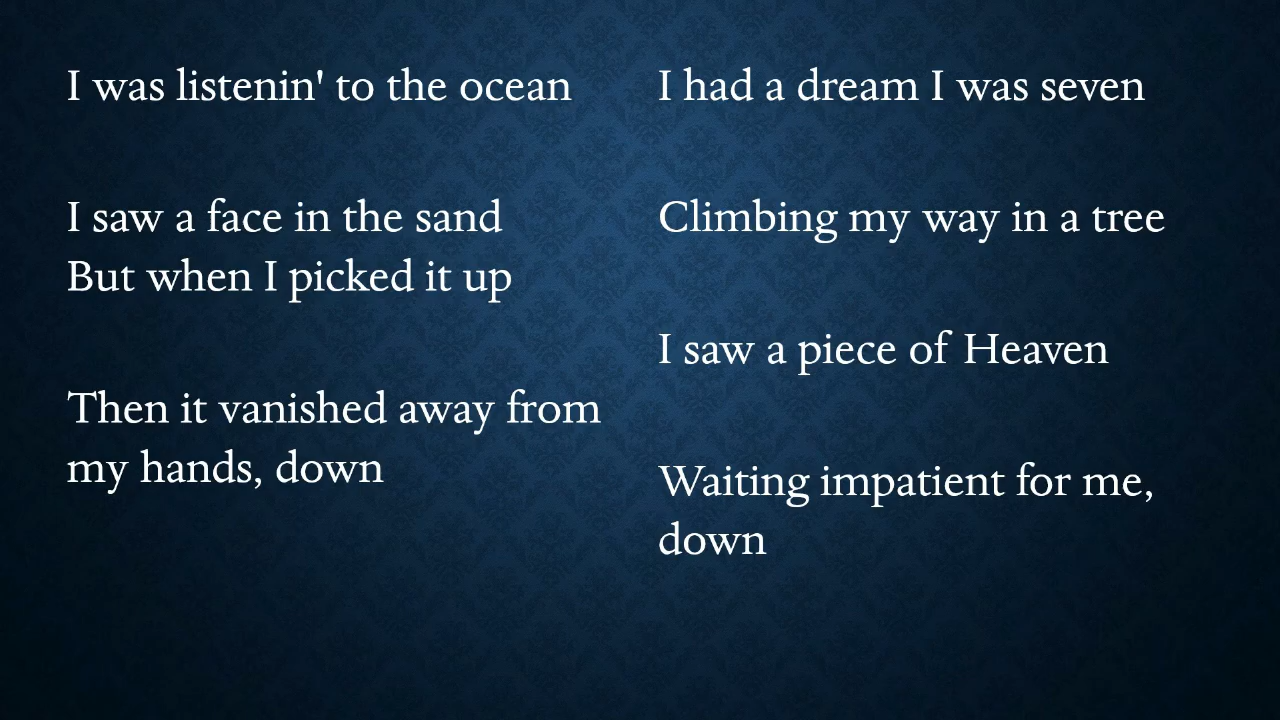 I was listenin' to the ocean
I saw a face in the sand
But when I picked it up
Then it vanished away from
my hands, down
I had a dream I was seven
Climbing my way in a tree
I saw a piece of Heaven
Waiting impatient for me,
down